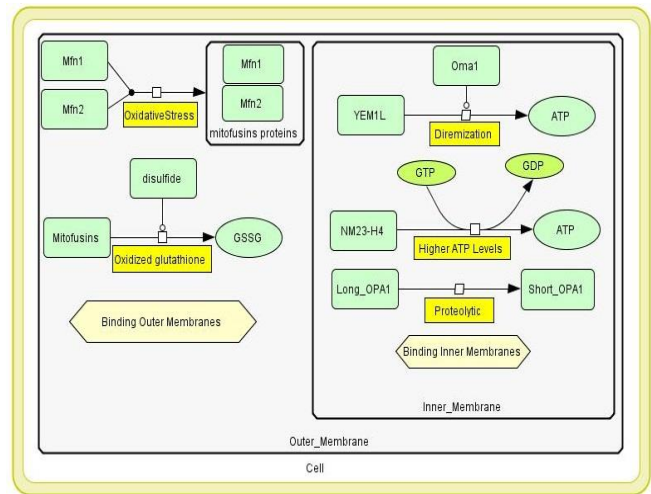 Mfn1
Mfn2
OxidativeStress
Mfn1
Mfn2
mitofusins proteins
disulfide
Mitofusins
GSSG
Oxidized glutathione
Binding Outer Membranes
Oma1
YEM1L
ATP
Diremization
GTP
GDP
NM23-H4
ATP
Higher ATP Levels
Long_OPA1
Short_OPA1
Proteolytic
Binding Inner Membranes
Inner_Membrane
Outer_Membrane
Cell